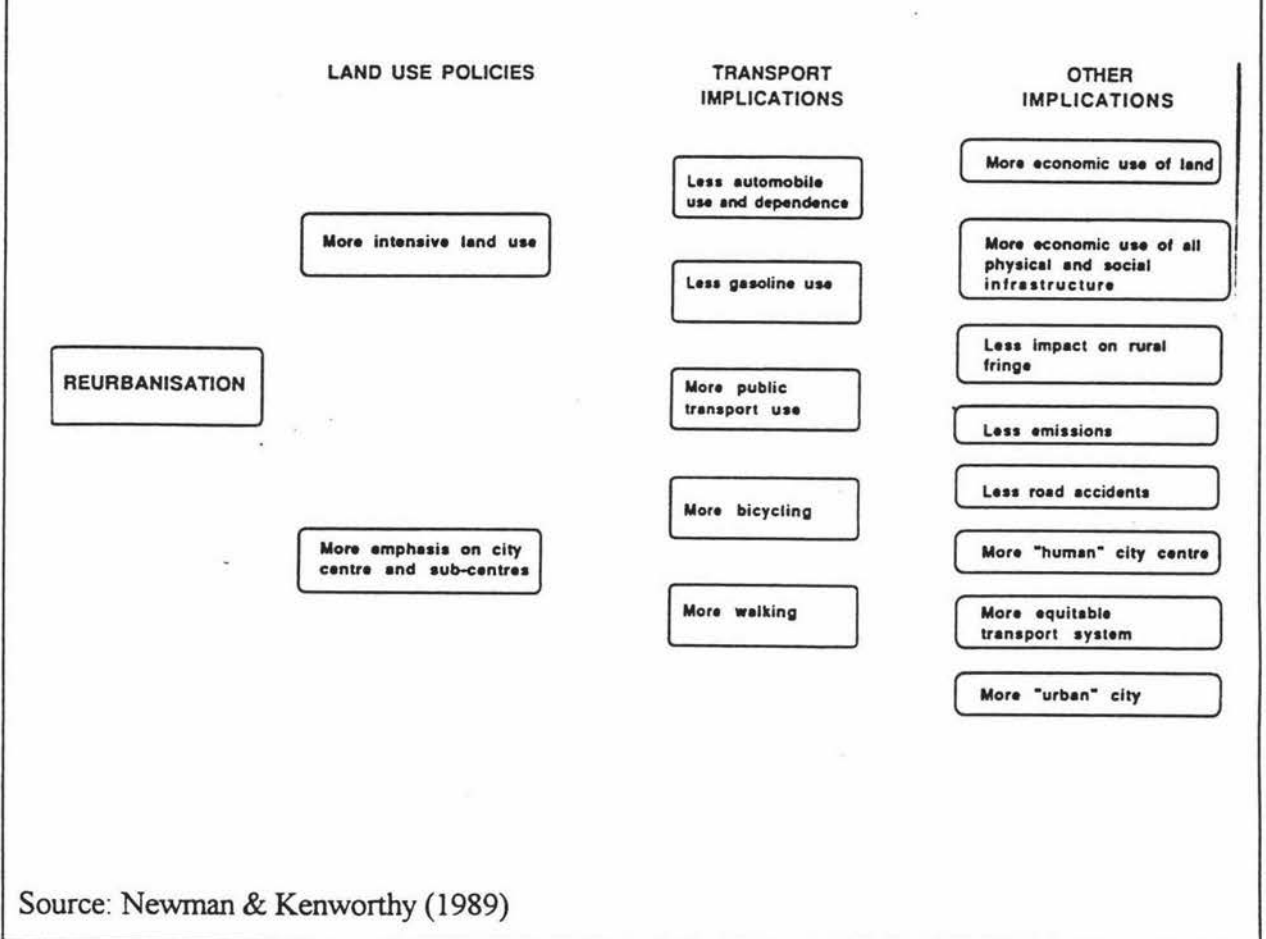 LAND USE POLICIES
TRANSPORT
IMPLICATIONS
OTHER
IMPLICATIONS
REURBANISATION
More intensive land use
More emphasis on city
centre and sub-centres
Less automobile
use and dependence
Less gasoline use
More public
transport use
More bicycling
More walking
More economic use of land
More economic use of all
physical and social
infrastructure
Less impact on rural
fringe
Less emissions
Less road accidents
More "human" city centre
More equitable
transport system
More "urban" city
Source: Newman & Kenworthy (1989)